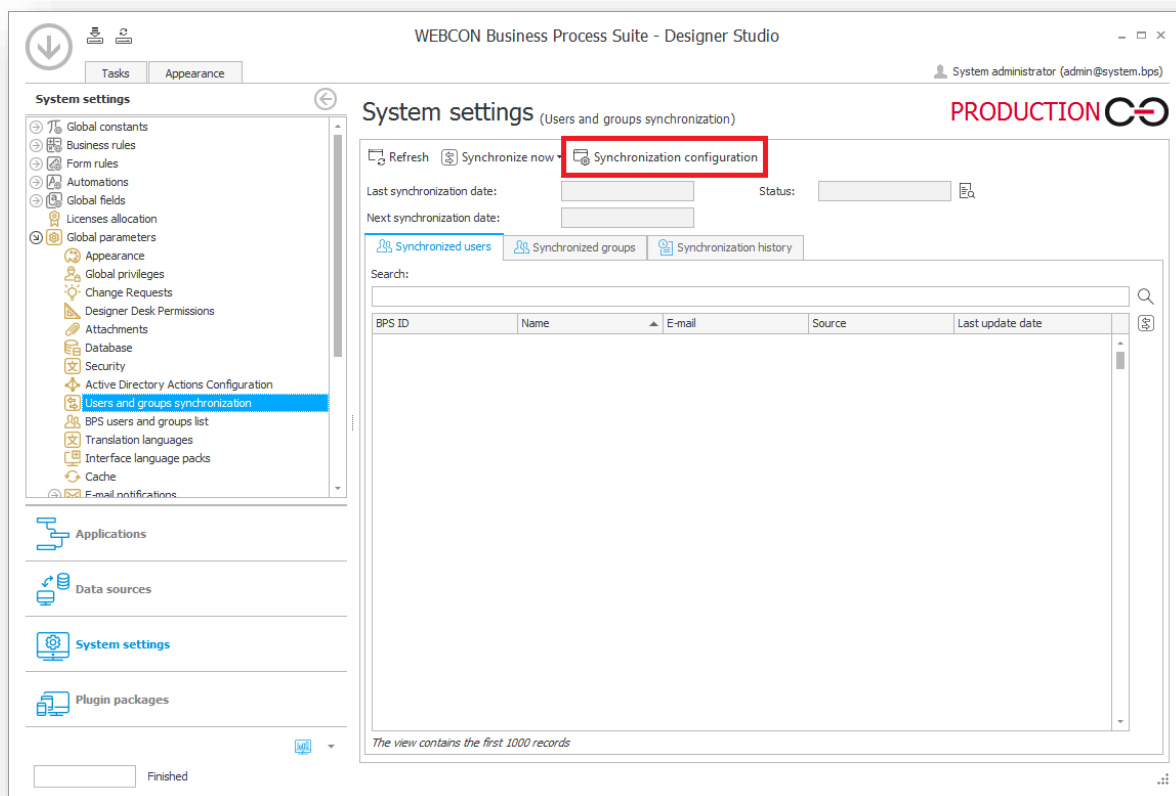 WEBCON Business Process Suite - Designer Studio
Tasks
Appearance
System administrator (admin@system.bps)
System settings
Global constants
Business rules
Form rules
Automations
Global fields
Licenses allocation
Global parameters
Appearance
Global privileges
Change Requests
Designer Desk Permissions
Attachments
Database
Security
Active Directory Actions Configuration
Users and groups synchronization
BPS users and groups list
Translation languages
Interface language packs
Cache
E-mail notifications
Applications
Data sources
System settings
Plugin packages
Finished
System settings (Users and groups synchronization)
PRODUCTION
Refresh Synchronize now Synchronization configuration
Last synchronization date: Status:
Next synchronization date:
Synchronized users Synchronized groups Synchronization history
Search:
BPS ID Name E-mail Source Last update date
The view contains the first 1000 records